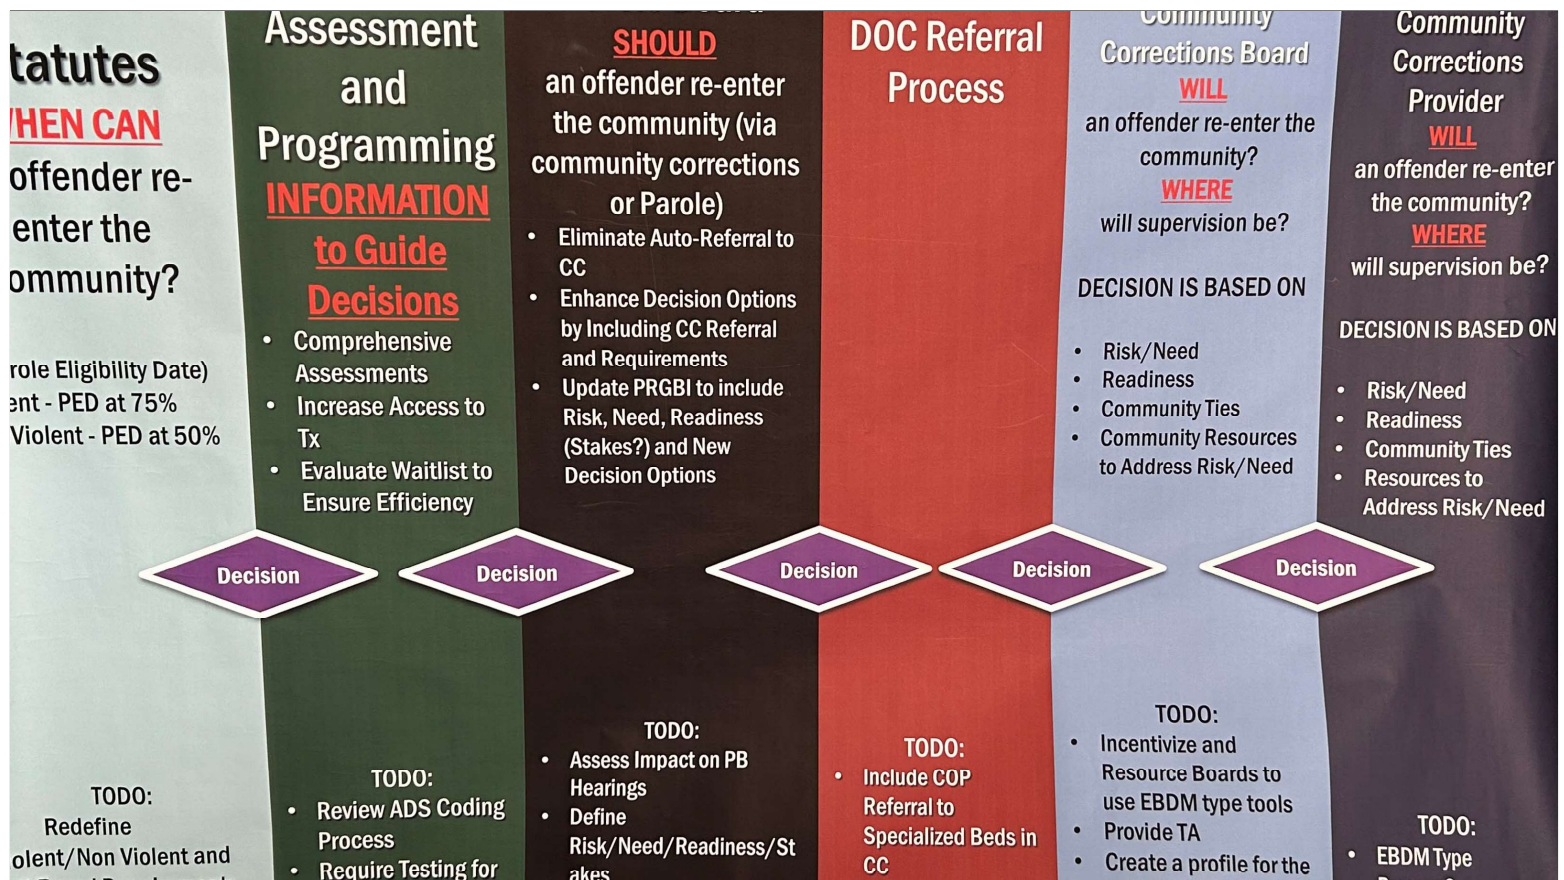 tatutes
WHEN CAN
offender re-
enter the
ommunity?
role Eligibility Date)
ent - PED at 75%
Violent - PED at 50%
Decision
TODO:
Redefine
olent/Non Violent and
Assessment
and
Programming
INFORMATION
to Guide
Decisions
• Comprehensive
Assessments
• Increase Access to
Tx
• Evaluate Waitlist to
Ensure Efficiency
Decision
TODO:
• Review ADS Coding
Process
• Require Testing for
SHOULD
an offender re-enter
the community (via
community corrections
or Parole)
• Eliminate Auto-Referral to
CC
• Enhance Decision Options
by Including CC Referral
and Requirements
• Update PRGBI to include
Risk, Need, Readiness
(Stakes?) and New
Decision Options
Decision
TODO:
• Assess Impact on PB
Hearings
• Define
Risk/Need/Readiness/St
akes
DOC Referral
Process
Decision
TODO:
• Include COP
Referral to
Specialized Beds in
CC
Community
Corrections Board
WILL
an offender re-enter the
community?
WHERE
will supervision be?
DECISION IS BASED ON
• Risk/Need
• Readiness
• Community Ties
• Community Resources
to Address Risk/Need
Decision
TODO:
• Incentivize and
Resource Boards to
use EBDM type tools
• Provide TA
• Create a profile for the
Community
Corrections
Provider
WILL
an offender re-enter
the community?
WHERE
will supervision be?
DECISION IS BASED ON
• Risk/Need
• Readiness
• Community Ties
• Resources to
Address Risk/Need
TODO:
• EBDM Type